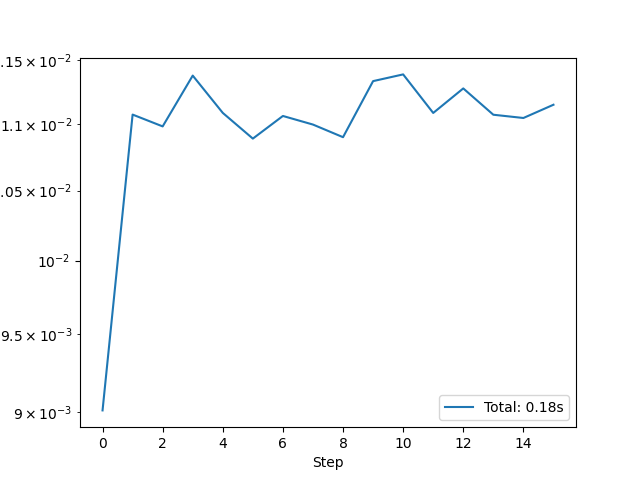 .15 × 10⁻²
1.1 × 10⁻²
.05 × 10⁻²
10⁻²
9.5 × 10⁻³
9 × 10⁻³
0 2 4 6 8 10 12 14
Step
Total: 0.18s